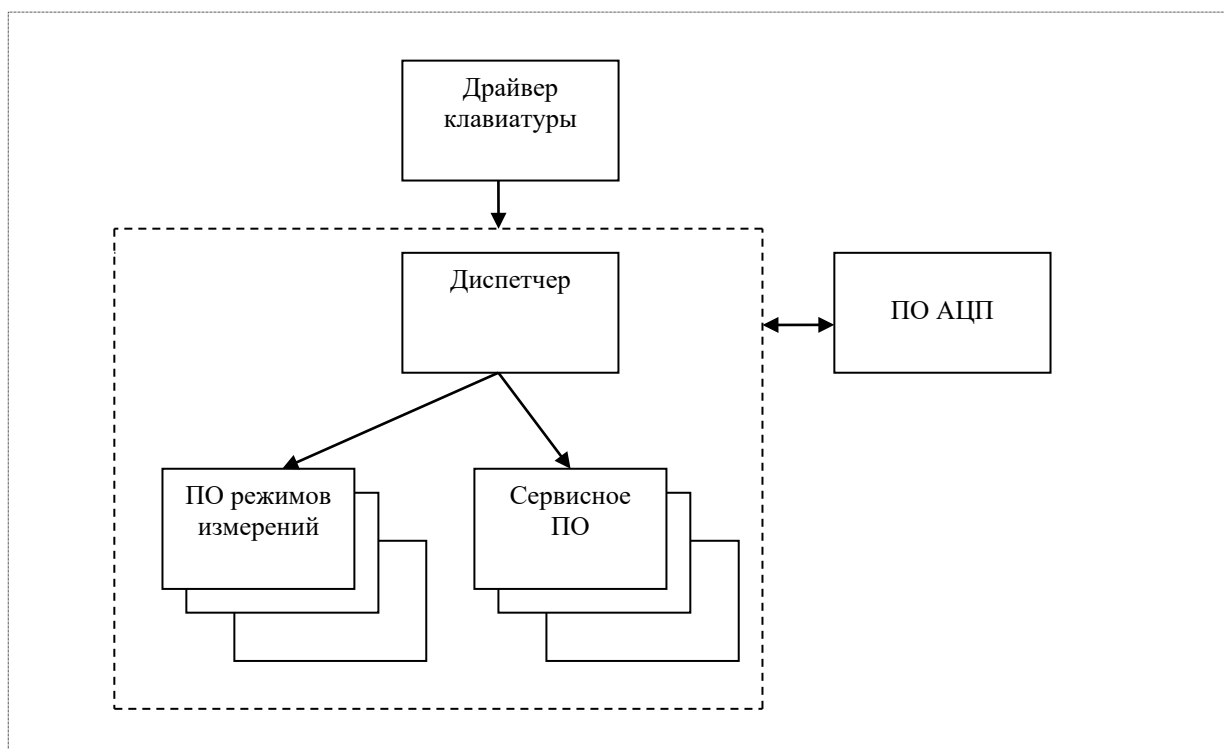 Драйвер
клавиатуры
Диспетчер
ПО АЦП
ПО режимов
измерений
Сервисное
ПО